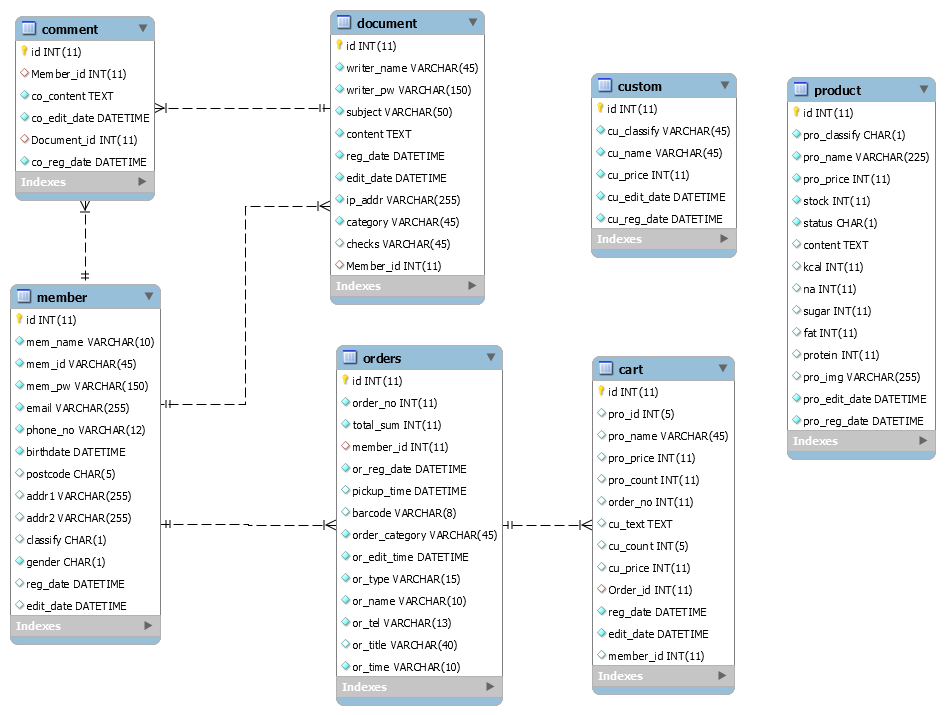 comment
id INT(11)
Member_id INT(11)
co_content TEXT
co_edit_date DATETIME
Document_id INT(11)
co_reg_date DATETIME
Indexes
document
id INT(11)
writer_name VARCHAR(45)
writer_pw VARCHAR(150)
subject VARCHAR(50)
content TEXT
reg_date DATETIME
edit_date DATETIME
ip_addr VARCHAR(255)
category VARCHAR(45)
checks VARCHAR(45)
Member_id INT(11)
Indexes
custom
id INT(11)
cu_classify VARCHAR(45)
cu_name VARCHAR(45)
cu_price INT(11)
cu_edit_date DATETIME
cu_reg_date DATETIME
Indexes
product
id INT(11)
pro_classify CHAR(1)
pro_name VARCHAR(225)
pro_price INT(11)
stock INT(11)
status CHAR(1)
content TEXT
kcal INT(11)
na INT(11)
sugar INT(11)
fat INT(11)
protein INT(11)
pro_img VARCHAR(255)
pro_edit_date DATETIME
pro_reg_date DATETIME
Indexes
member
id INT(11)
mem_name VARCHAR(10)
mem_id VARCHAR(45)
mem_pw VARCHAR(150)
email VARCHAR(255)
phone_no VARCHAR(12)
birthdate DATETIME
postcode CHAR(5)
addr1 VARCHAR(255)
addr2 VARCHAR(255)
classify CHAR(1)
gender CHAR(1)
reg_date DATETIME
edit_date DATETIME
Indexes
orders
id INT(11)
order_no INT(11)
total_sum INT(11)
member_id INT(11)
or_reg_date DATETIME
pickup_time DATETIME
barcode VARCHAR(8)
order_category VARCHAR(45)
or_edit_time DATETIME
or_type VARCHAR(15)
or_name VARCHAR(10)
or_tel VARCHAR(13)
or_title VARCHAR(40)
or_time VARCHAR(10)
Indexes
cart
id INT(11)
pro_id INT(5)
pro_name VARCHAR(45)
pro_price INT(11)
pro_count INT(11)
order_no INT(11)
cu_text TEXT
cu_count INT(5)
cu_price INT(11)
Order_id INT(11)
reg_date DATETIME
edit_date DATETIME
member_id INT(11)
Indexes